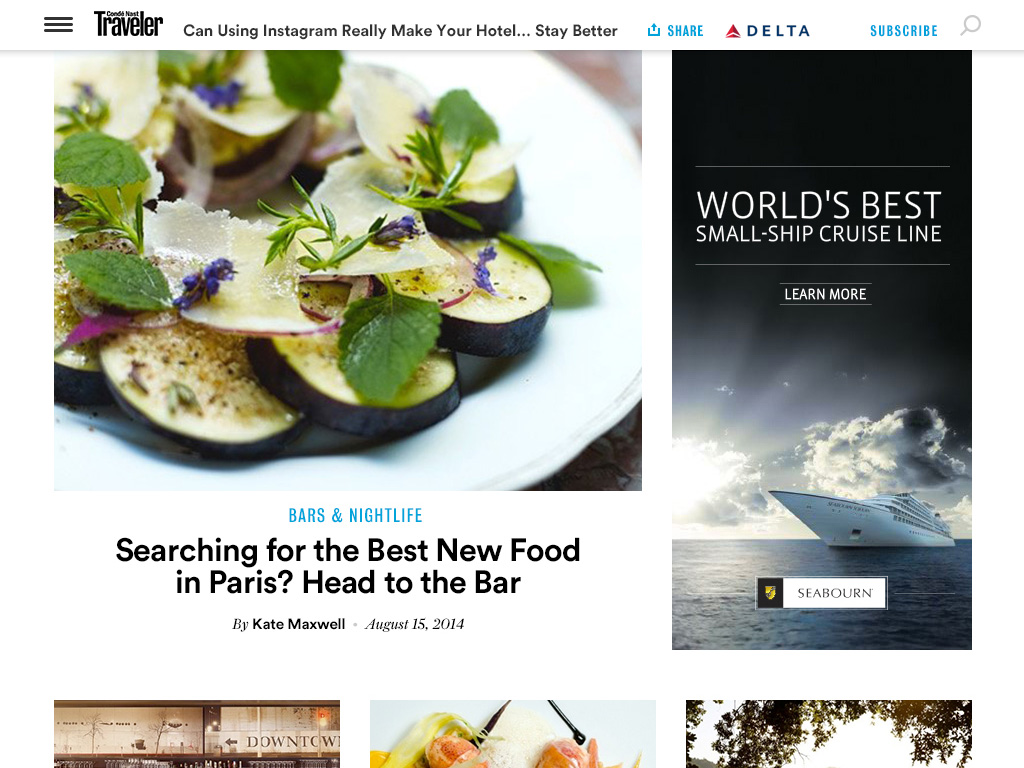 Condé Nast
Traveler
Can Using Instagram Really Make Your Hotel... Stay Better
SHARE
DELTA
SUBSCRIBE
WORLD'S BEST
SMALL-SHIP CRUISE LINE
LEARN MORE
SEABOURN
BARS & NIGHTLIFE
Searching for the Best New Food
in Paris? Head to the Bar
By Kate Maxwell • August 15, 2014
DOWNTOWN